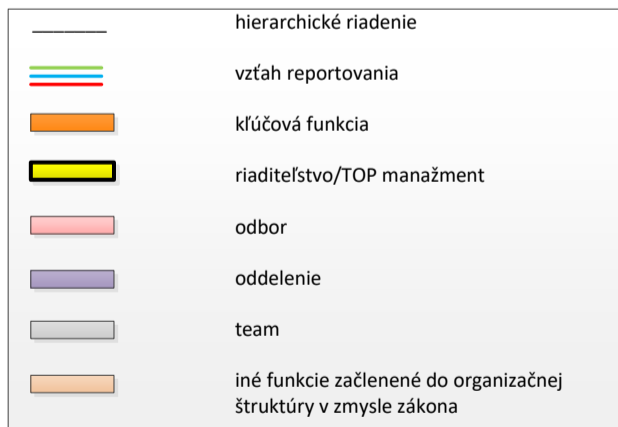 hierarchické riadenie
vzťah reportovania
kľúčová funkcia
riaditeľstvo/TOP manažment
odbor
oddelenie
team
iné funkcie začlenené do organizačnej
štruktúry v zmysle zákona